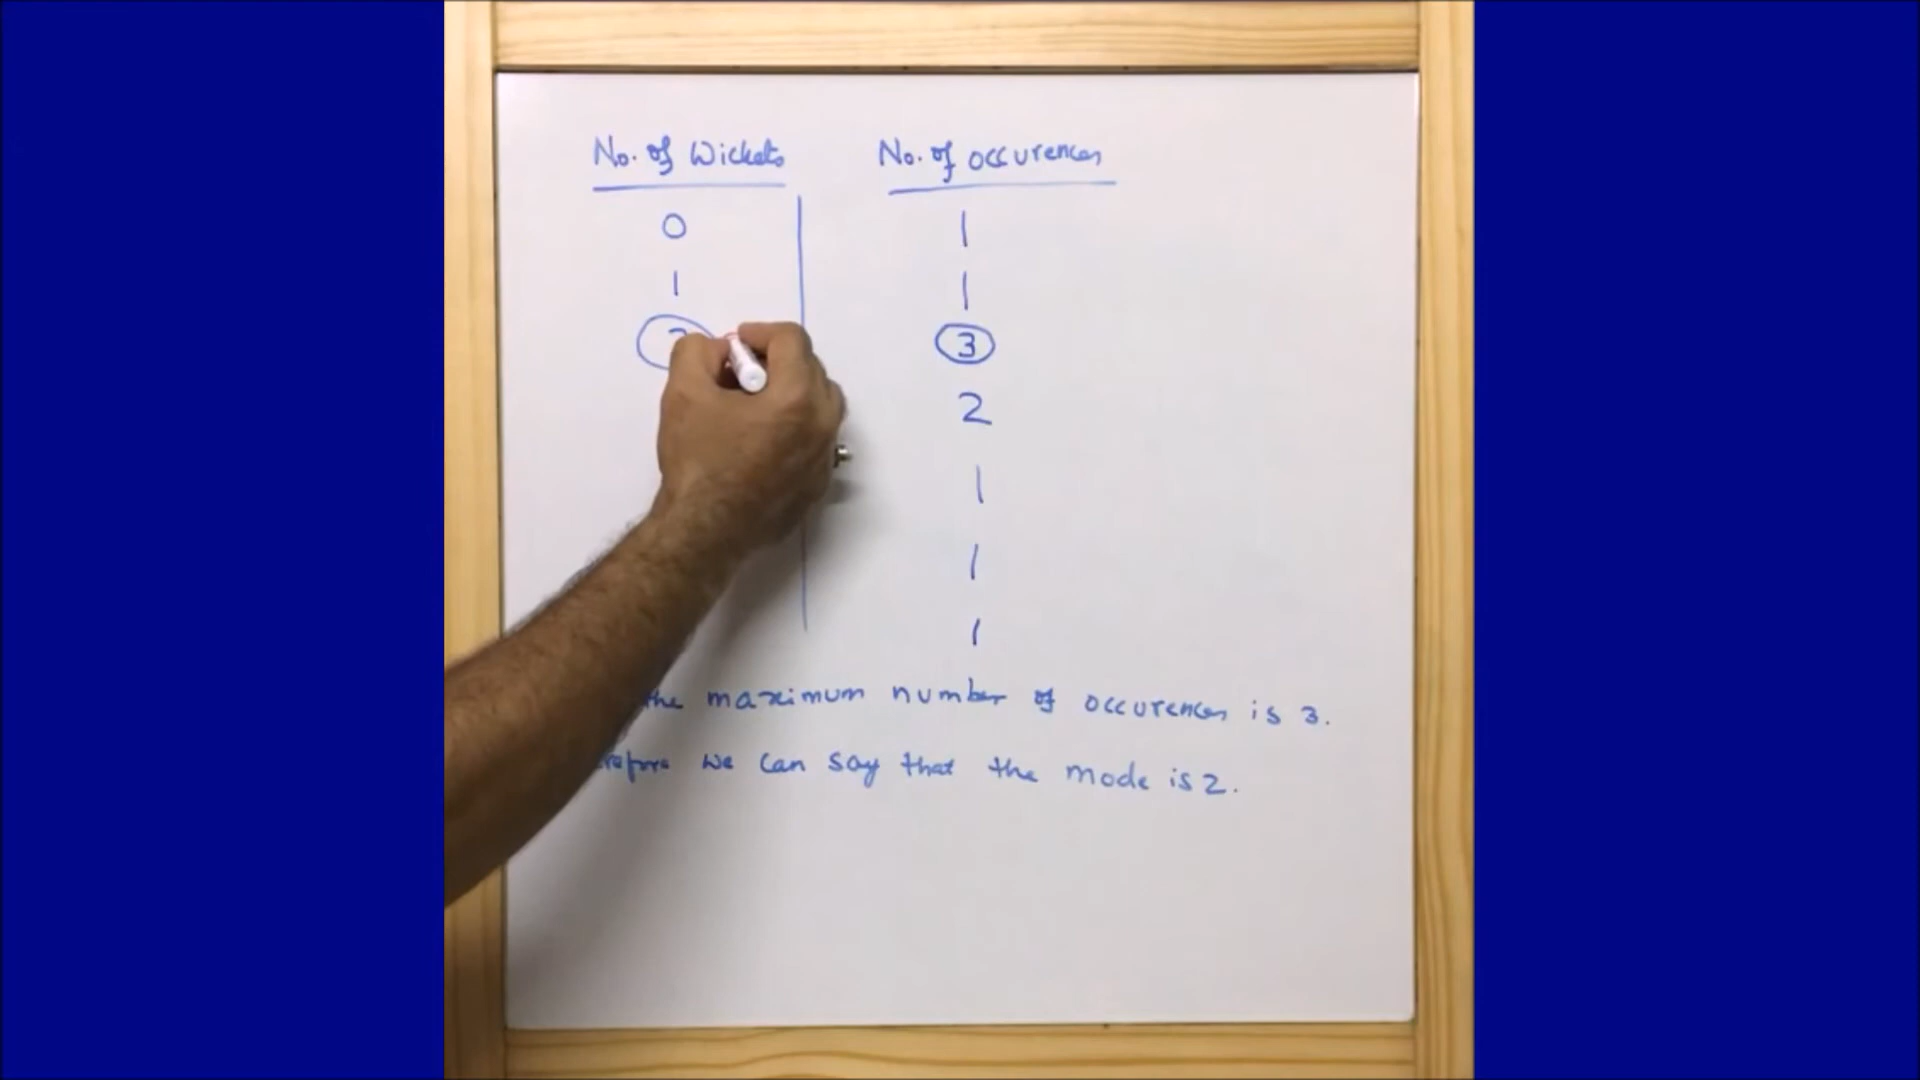 No. of Wickets No. of occurences
0 1
1 1
3
2
1
1
1
the maximum number of occurences is 3.
we can say that the mode is 2.